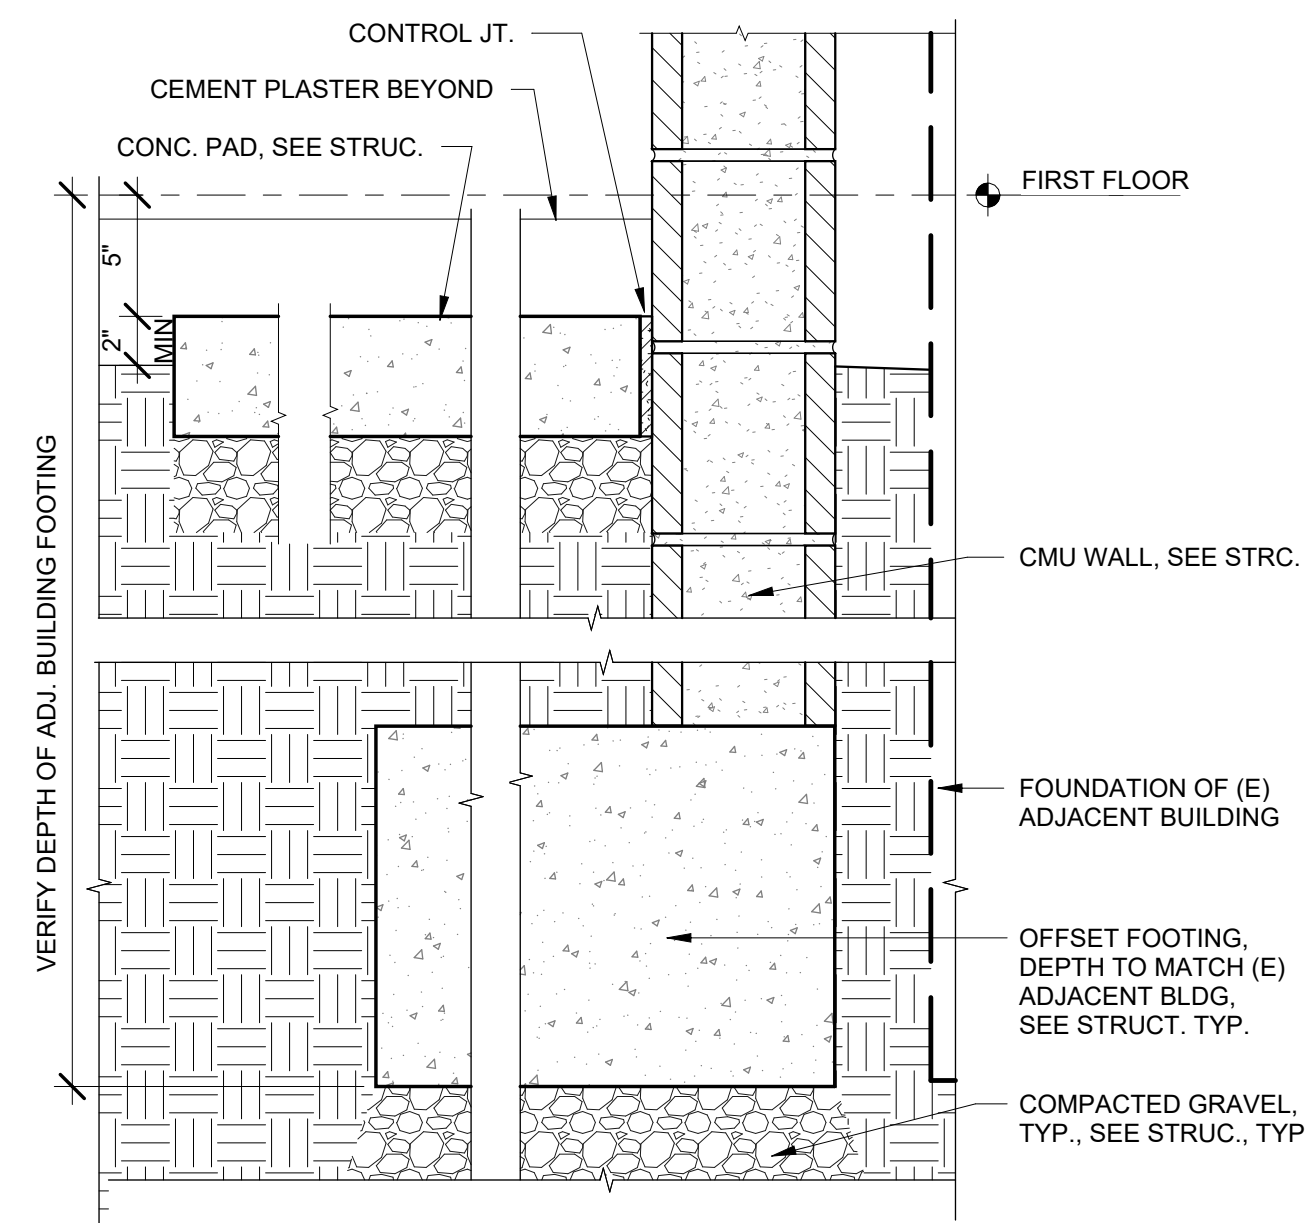 CONTROL JT.
CEMENT PLASTER BEYOND
CONC. PAD, SEE STRUC.
FIRST FLOOR
5"
2"
MIN
VERIFY DEPTH OF ADJ. BUILDING FOOTING
CMU WALL, SEE STRC.
FOUNDATION OF (E)
ADJACENT BUILDING
OFFSET FOOTING,
DEPTH TO MATCH (E)
ADJACENT BLDG,
SEE STRUCT. TYP.
COMPACTED GRAVEL,
TYP., SEE STRUC., TYP